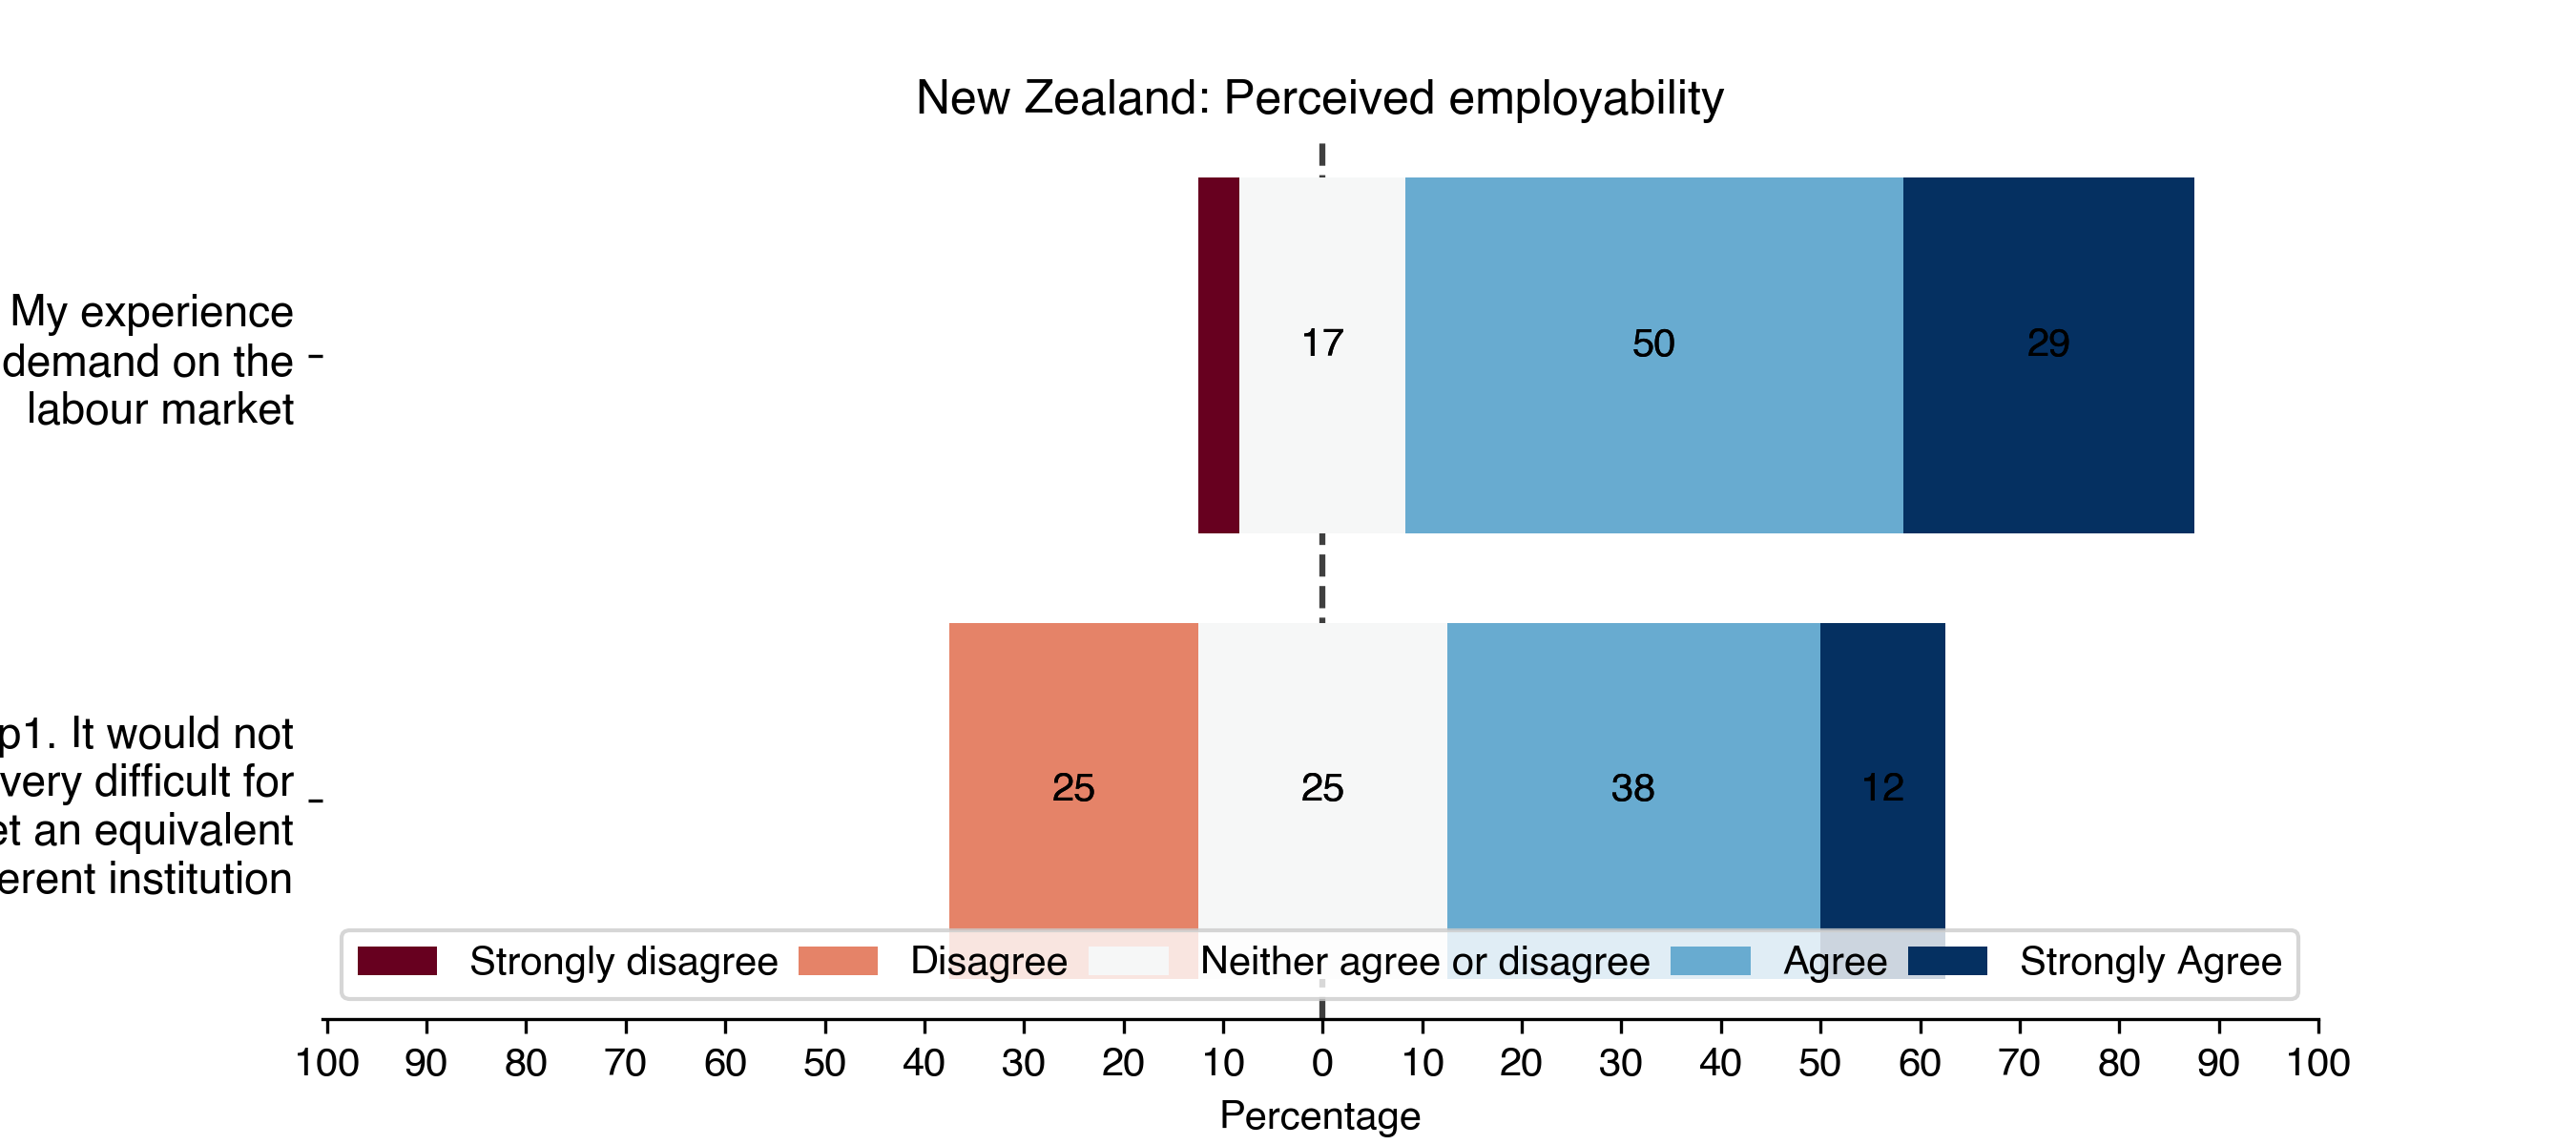 New Zealand: Perceived employability
My experience
demand on the
labour market
17 50 29
p1. It would not
very difficult for
et an equivalent
erent institution
25 25 38 12
Strongly disagree Disagree Neither agree or disagree Agree Strongly Agree
100 90 80 70 60 50 40 30 20 10 0 10 20 30 40 50 60 70 80 90 100
Percentage